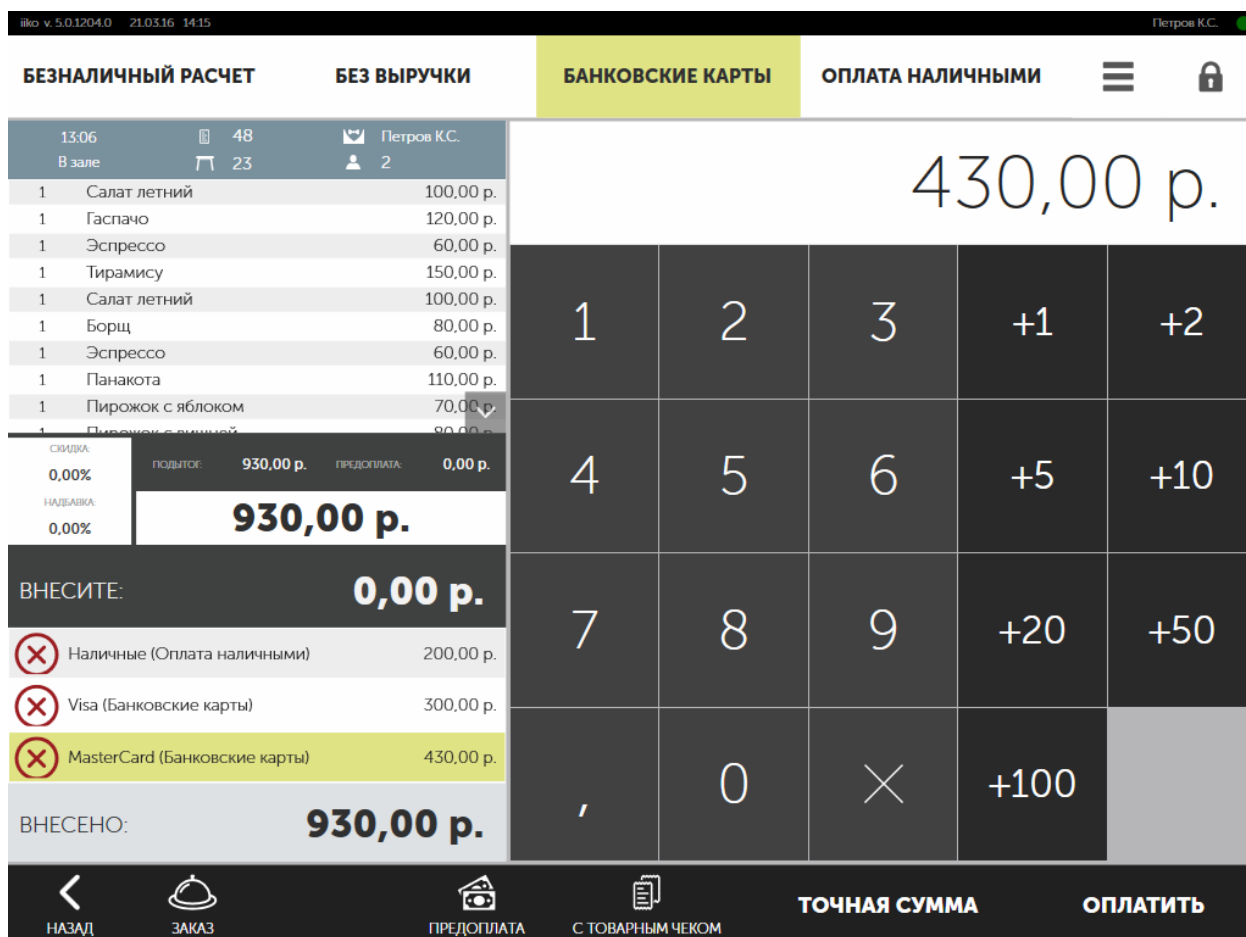 iiko v. 5.0.1204.0 21.03.16 14:15 Петров К.С.
БЕЗНАЛИЧНЫЙ РАСЧЕТ БЕЗ ВЫРУЧКИ БАНКОВСКИЕ КАРТЫ ОПЛАТА НАЛИЧНЫМИ
13:06 48 Петров К.С.
В зале 23 2
430,00 р.
1 Салат летний 100,00 р.
1 Гаспачо 120,00 р.
1 Эспрессо 60,00 р.
1 Тирамису 150,00 р.
1 Салат летний 100,00 р.
1 Борщ 80,00 р.
1 Эспрессо 60,00 р.
1 Панакота 110,00 р.
1 Пирожок с яблоком 70,00 р.
1 Пирожок с вишней 80,00 р.
СКИДКА:
0,00%
НАДБАВКА:
0,00%
ПОДЫТОГ: 930,00 р. ПРЕДОПЛАТА: 0,00 р.
930,00 р.
ВНЕСИТЕ: 0,00 р.
Наличные (Оплата наличными) 200,00 р.
Visa (Банковские карты) 300,00 р.
MasterCard (Банковские карты) 430,00 р.
ВНЕСЕНО: 930,00 р.
1 2 3 +1 +2
4 5 6 +5 +10
7 8 9 +20 +50
, 0 +100
НАЗАД ЗАКАЗ ПРЕДОПЛАТА С ТОВАРНЫМ ЧЕКОМ ТОЧНАЯ СУММА ОПЛАТИТЬ